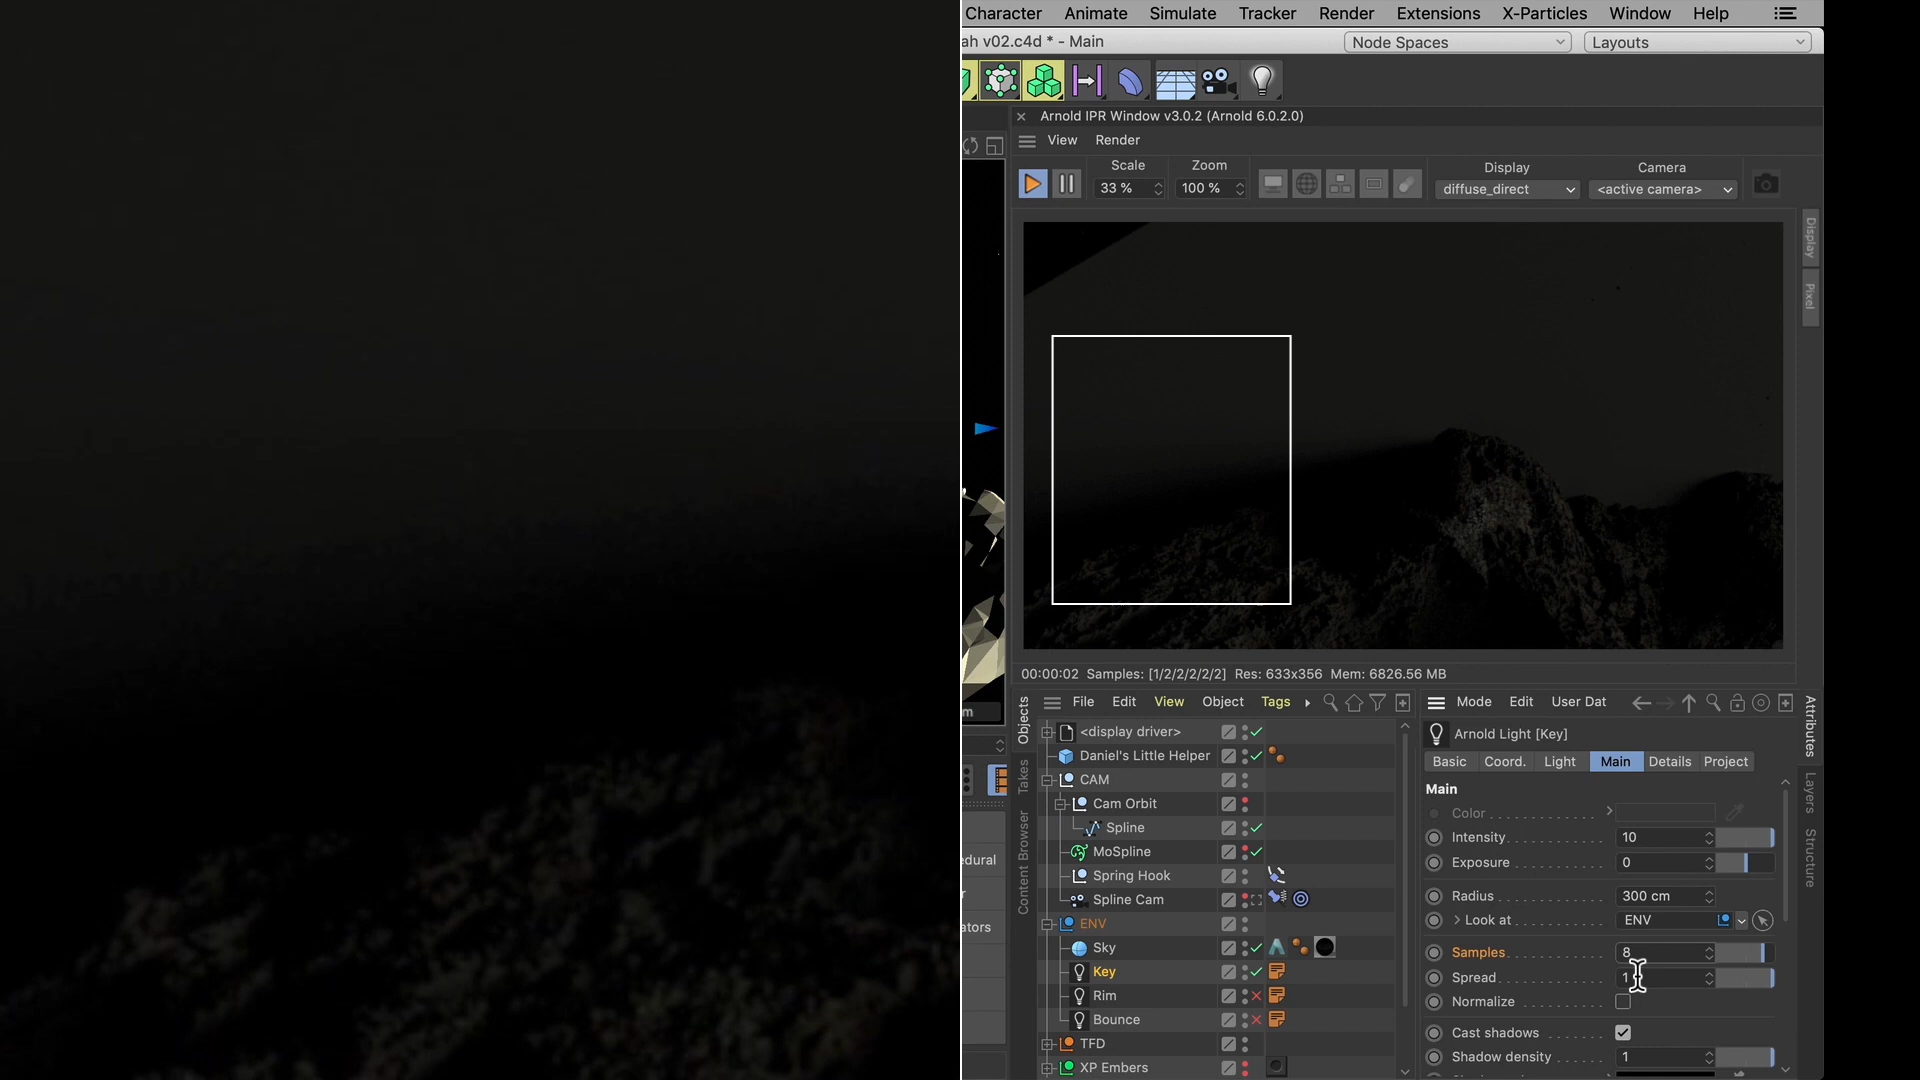 Character Animate Simulate Tracker Render Extensions X-Particles Window Help
ah v02.c4d * - Main
Node Spaces
Layouts
Arnold IPR Window v3.0.2 (Arnold 6.0.2.0)
View Render
Scale
Zoom
Display
Camera
33 %
100 %
diffuse_direct
<active camera>
Display
Pixel
00:00:02 Samples: [1/2/2/2/2/2] Res: 633x356 Mem: 6826.56 MB
m
edural
r
ators
Objects
Takes
Content Browser
File Edit View Object Tags
<display driver>
Daniel's Little Helper
CAM
Cam Orbit
Spline
MoSpline
Spring Hook
Spline Cam
ENV
Sky
Key
Rim
Bounce
TFD
XP Embers
Mode Edit User Dat
Arnold Light [Key]
Basic Coord. Light Main Details Project
Main
Color
Intensity 10
Exposure 0
Radius 300 cm
Look at ENV
Samples 8
Spread 1
Normalize
Cast shadows
Shadow density 1
Attributes
Layers
Structure